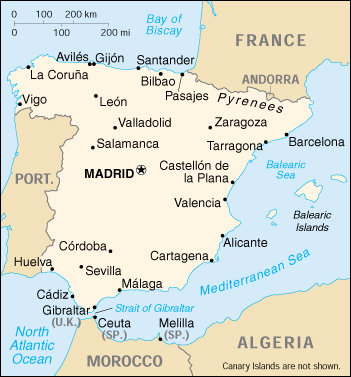 0 100 200 km
0 100 200 mi
Bay of
Biscay
FRANCE
Avilés
Gijón
Santander
La Coruña
Bilbao
ANDORRA
Pasajes
Pyrenees
Vigo
León
Valladolid
Zaragoza
Salamanca
Tarragona
Barcelona
MADRID
Castellón de
la Plana
Balearic
Sea
PORT.
Valencia
Balearic
Islands
Alicante
Córdoba
Cartagena
Mediterranean Sea
Huelva
Sevilla
Málaga
Cádiz
Gibraltar
(U.K.)
Strait of Gibraltar
Ceuta
(SP.)
Melilla
(SP.)
North
Atlantic
Ocean
MOROCCO
ALGERIA
Canary Islands are not shown.